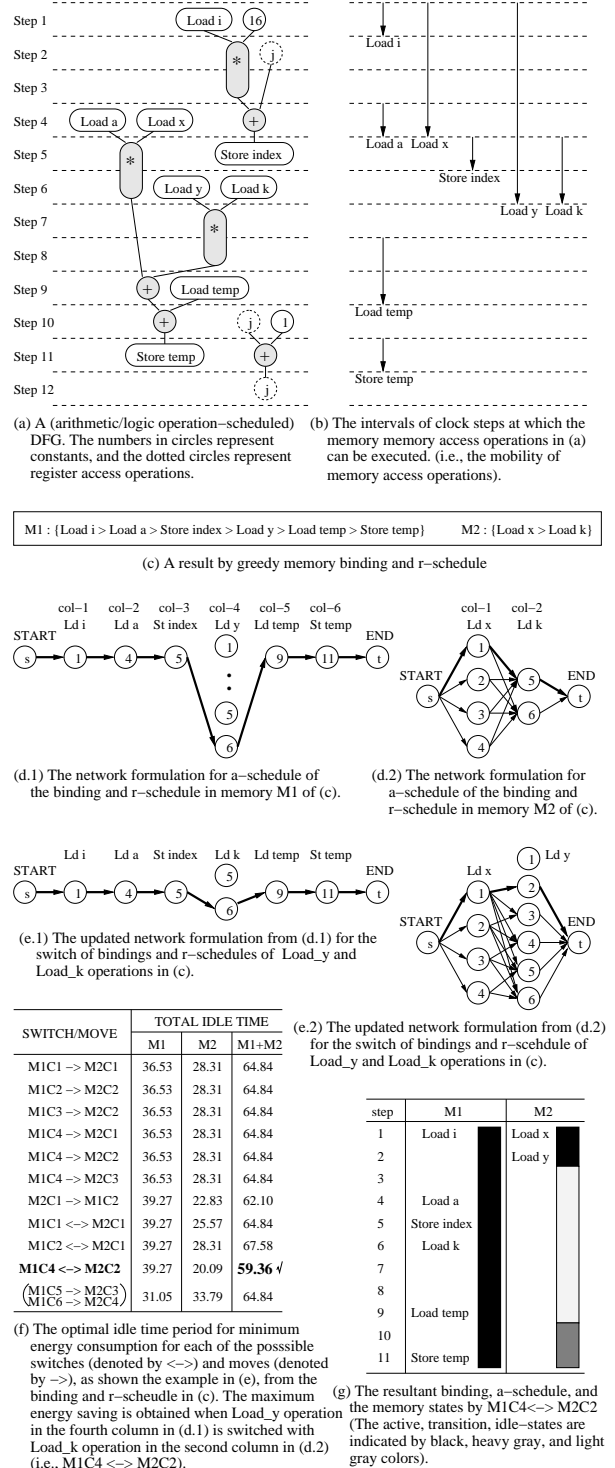 Step 1
Step 2
Step 3
Step 4
Step 5
Step 6
Step 7
Step 8
Step 9
Step 10
Step 11
Step 12
Load i
16
*
j
+
Load a
Load x
Store index
*
Load y
Load k
*
+
Load temp
+
j
1
Store temp
+
j
Load i
Load a
Load x
Store index
Load y
Load k
Load temp
Store temp
(a) A (arithmetic/logic operation−scheduled)
DFG. The numbers in circles represent
constants, and the dotted circles represent
register access operations.
(b) The intervals of clock steps at which the
memory memory access operations in (a)
can be executed. (i.e., the mobility of
memory access operations).
M1 : {Load i > Load a > Store index > Load y > Load temp > Store temp} M2 : {Load x > Load k}
(c) A result by greedy memory binding and r−schedule
col−1 col−2 col−3 col−4 col−5 col−6
Ld i Ld a St index Ld y Ld temp St temp
START END
s 1 4 5 1 5 6 9 11 t
(d.1) The network formulation for a−schedule of
the binding and r−schedule in memory M1 of (c).
col−1 col−2
Ld x Ld k
START END
s 1 2 3 4 5 6 t
(d.2) The network formulation for
a−schedule of the binding and
r−schedule in memory M2 of (c).
Ld i Ld a St index Ld k Ld temp St temp
START END
s 1 4 5 5 6 9 11 t
(e.1) The updated network formulation from (d.1) for the
switch of bindings and r−schedules of Load_y and
Load_k operations in (c).
Ld x Ld y
START END
s 1 2 3 4 1 2 3 4 5 6 t
(e.2) The updated network formulation from (d.2)
for the switch of bindings and r−scehdule of
Load_y and Load_k operations in (c).
SWITCH/MOVE TOTAL IDLE TIME
M1 M2 M1+M2
M1C1 −> M2C1 36.53 28.31 64.84
M1C2 −> M2C2 36.53 28.31 64.84
M1C3 −> M2C2 36.53 28.31 64.84
M1C4 −> M2C1 36.53 28.31 64.84
M1C4 −> M2C2 36.53 28.31 64.84
M1C4 −> M2C3 36.53 28.31 64.84
M2C1 −> M1C2 39.27 22.83 62.10
M1C1 <−> M2C1 39.27 25.57 64.84
M1C2 <−> M2C1 39.27 28.31 67.58
M1C4 <−> M2C2 39.27 20.09 59.36 √
(M1C5 −> M2C3
M1C6 −> M2C4) 31.05 33.79 64.84
(f) The optimal idle time period for minimum
energy consumption for each of the posssible
switches (denoted by <−>) and moves (denoted
by −>), as shown the example in (e), from the
binding and r−scheudle in (c). The maximum
energy saving is obtained when Load_y operation
in the fourth column in (d.1) is switched with
Load_k operation in the second column in (d.2)
(i.e., M1C4 <−> M2C2).
step M1 M2
1 Load i Load x
2 Load y
3
4 Load a
5 Store index
6 Load k
7
8
9 Load temp
10
11 Store temp
(g) The resultant binding, a−schedule, and
the memory states by M1C4<−> M2C2
(The active, transition, idle−states are
indicated by black, heavy gray, and light
gray colors).